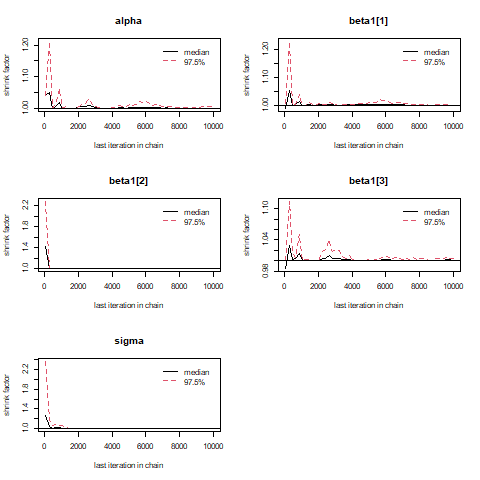 alpha
shrink factor
1.00 1.10 1.20
median
97.5%
0 2000 4000 6000 8000 10000
last iteration in chain
beta1[1]
shrink factor
1.00 1.10 1.20
median
97.5%
0 2000 4000 6000 8000 10000
last iteration in chain
beta1[2]
shrink factor
1.0 1.4 1.8 2.2
median
97.5%
0 2000 4000 6000 8000 10000
last iteration in chain
beta1[3]
shrink factor
0.98 1.04 1.10
median
97.5%
0 2000 4000 6000 8000 10000
last iteration in chain
sigma
shrink factor
1.0 1.4 1.8 2.2
median
97.5%
0 2000 4000 6000 8000 10000
last iteration in chain